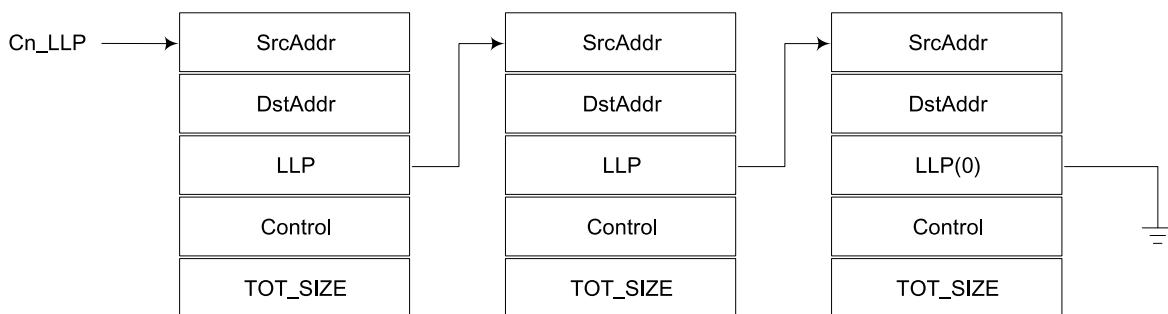 Cn_LLP
SrcAddr
DstAddr
LLP
Control
TOT_SIZE
SrcAddr
DstAddr
LLP
Control
TOT_SIZE
SrcAddr
DstAddr
LLP(0)
Control
TOT_SIZE